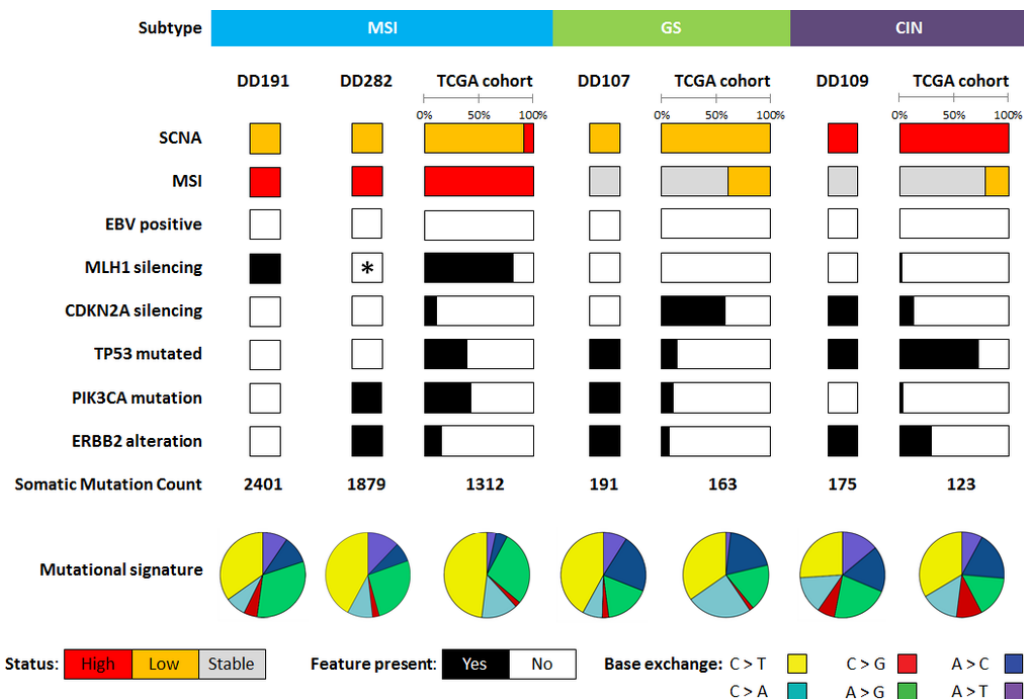 Subtype MSI GS CIN
DD191 DD282 TCGA cohort DD107 TCGA cohort DD109 TCGA cohort
0% 50% 100% 0% 50% 100% 0% 50% 100%
SCNA
MSI
EBV positive
MLH1 silencing *
CDKN2A silencing
TP53 mutated
PIK3CA mutation
ERBB2 alteration
Somatic Mutation Count 2401 1879 1312 191 163 175 123
Mutational signature
Status: High Low Stable Feature present: Yes No Base exchange: C > T C > G A > C
C > A A > G A > T